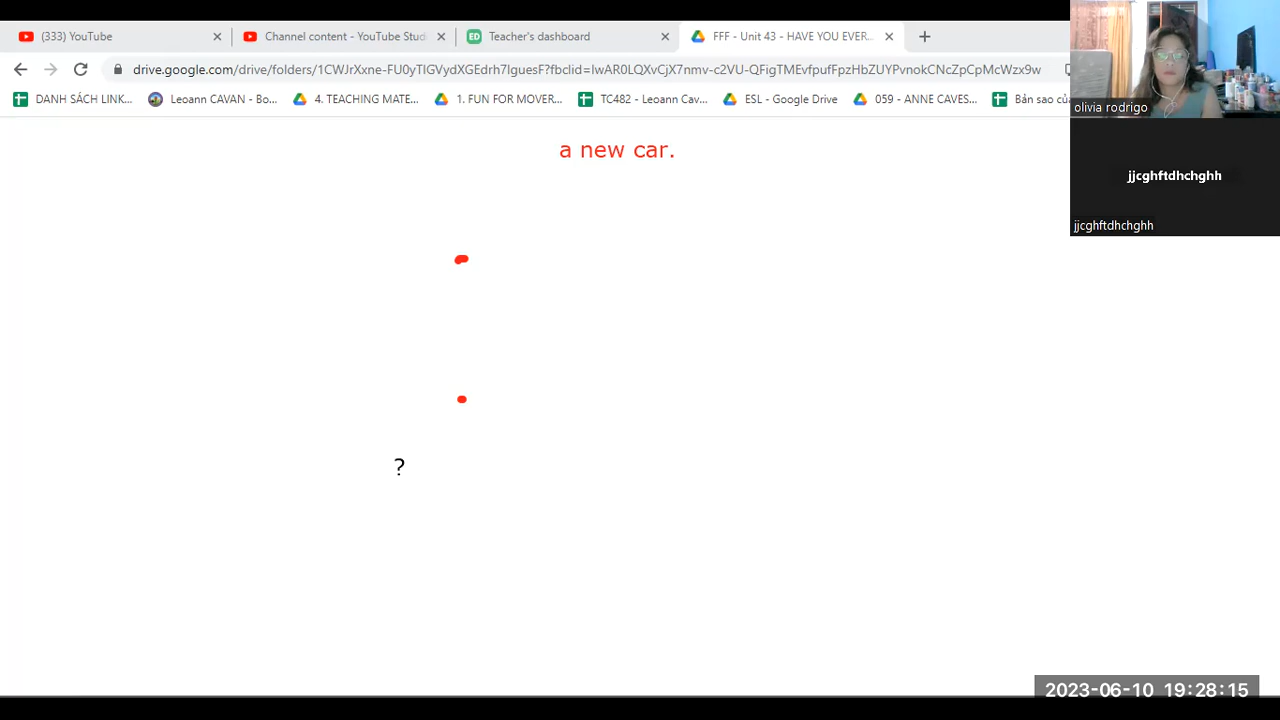 (333) YouTube
Channel content - YouTube Stud
Teacher's dashboard
FFF - Unit 43 - HAVE YOU EVER...
drive.google.com/drive/folders/1CWJrXxne-FU0yTIGVydXGEdrh7IguesF?fbclid=IwAR0LQXvCjX7nmv-c2VU-QFigTMEvfpufFpzHbZUYPvnokCNcZpCpMcWzx9w
DANH SÁCH LINK...
Leoann CAVAN - Bo...
4. TEACHING MATE...
1. FUN FOR MOVER...
TC482 - Leoann Cav...
ESL - Google Drive
059 - ANNE CAVES...
Bản sao củ
olivia rodrigo
jjcghftdhchghh
jjcghftdhchghh
a new car.
?
2023-06-10 19:28:15